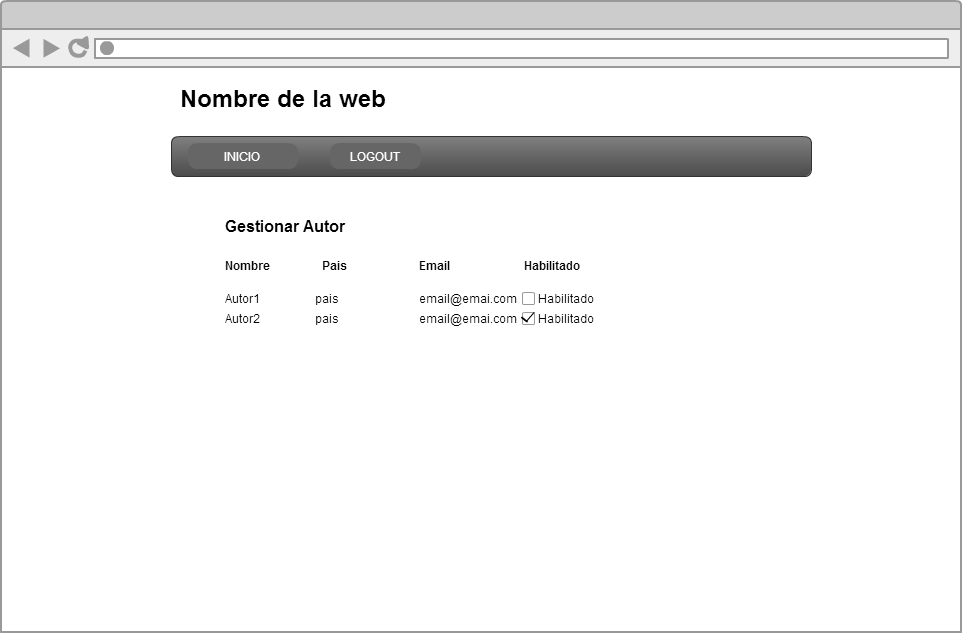 Nombre de la web
INICIO LOGOUT
Gestionar Autor
Nombre Pais Email Habilitado
Autor1 pais email@emai.com Habilitado
Autor2 pais email@emai.com Habilitado